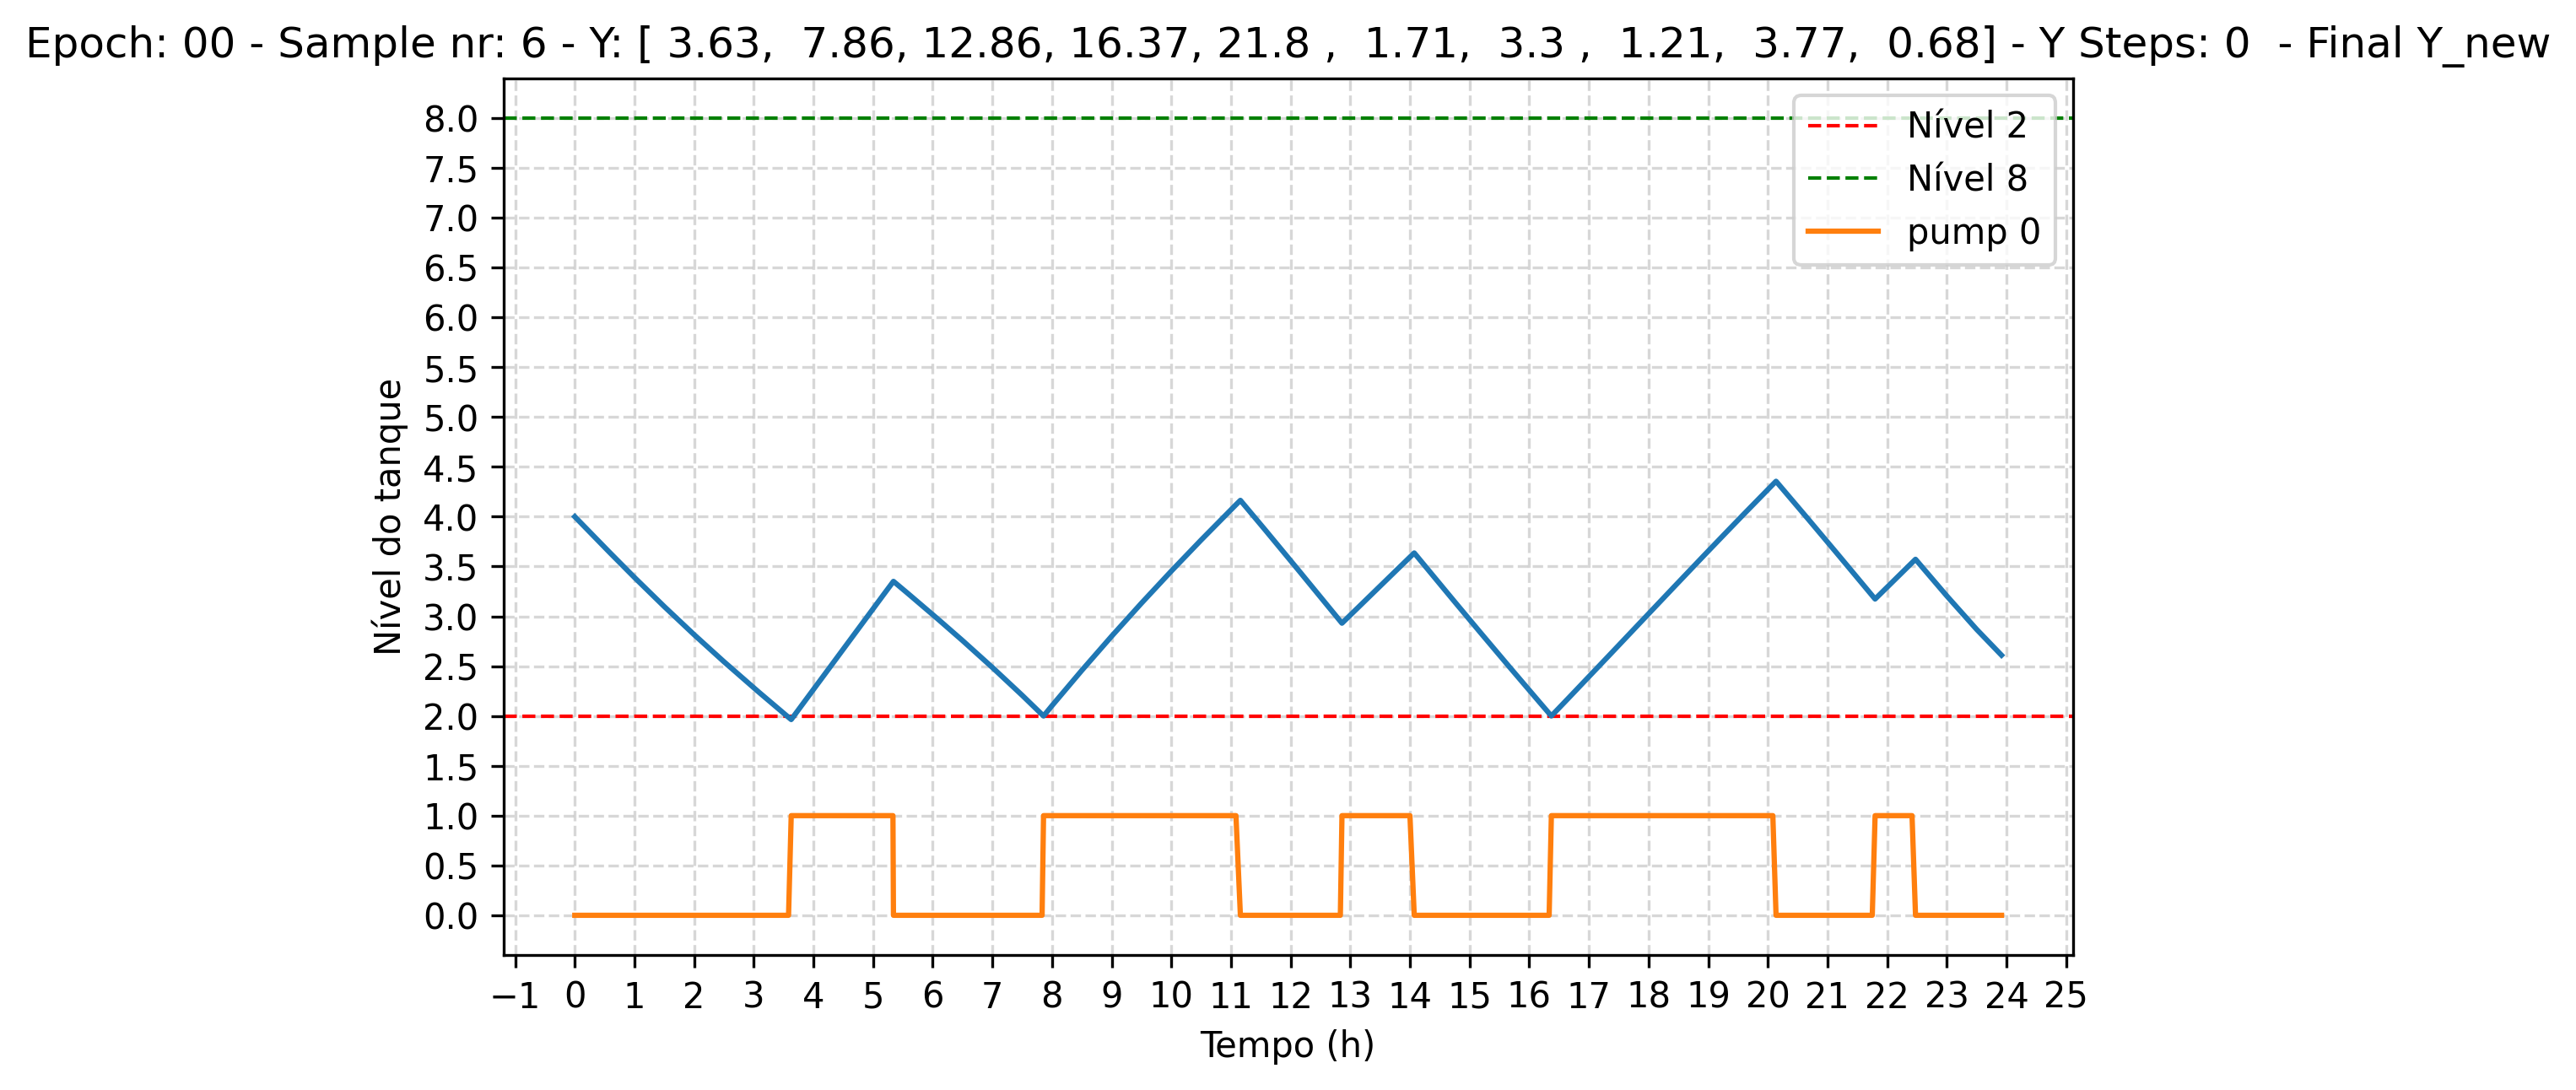 Epoch: 00 - Sample nr: 6 - Y: [ 3.63,  7.86, 12.86, 16.37, 21.8 ,  1.71,  3.3 ,  1.21,  3.77,  0.68] - Y Steps: 0  - Final Y_new
Nível 2
Nível 8
pump 0
Nível do tanque
8.0
7.5
7.0
6.5
6.0
5.5
5.0
4.5
4.0
3.5
3.0
2.5
2.0
1.5
1.0
0.5
0.0
−1 0 1 2 3 4 5 6 7 8 9 10 11 12 13 14 15 16 17 18 19 20 21 22 23 24 25
Tempo (h)